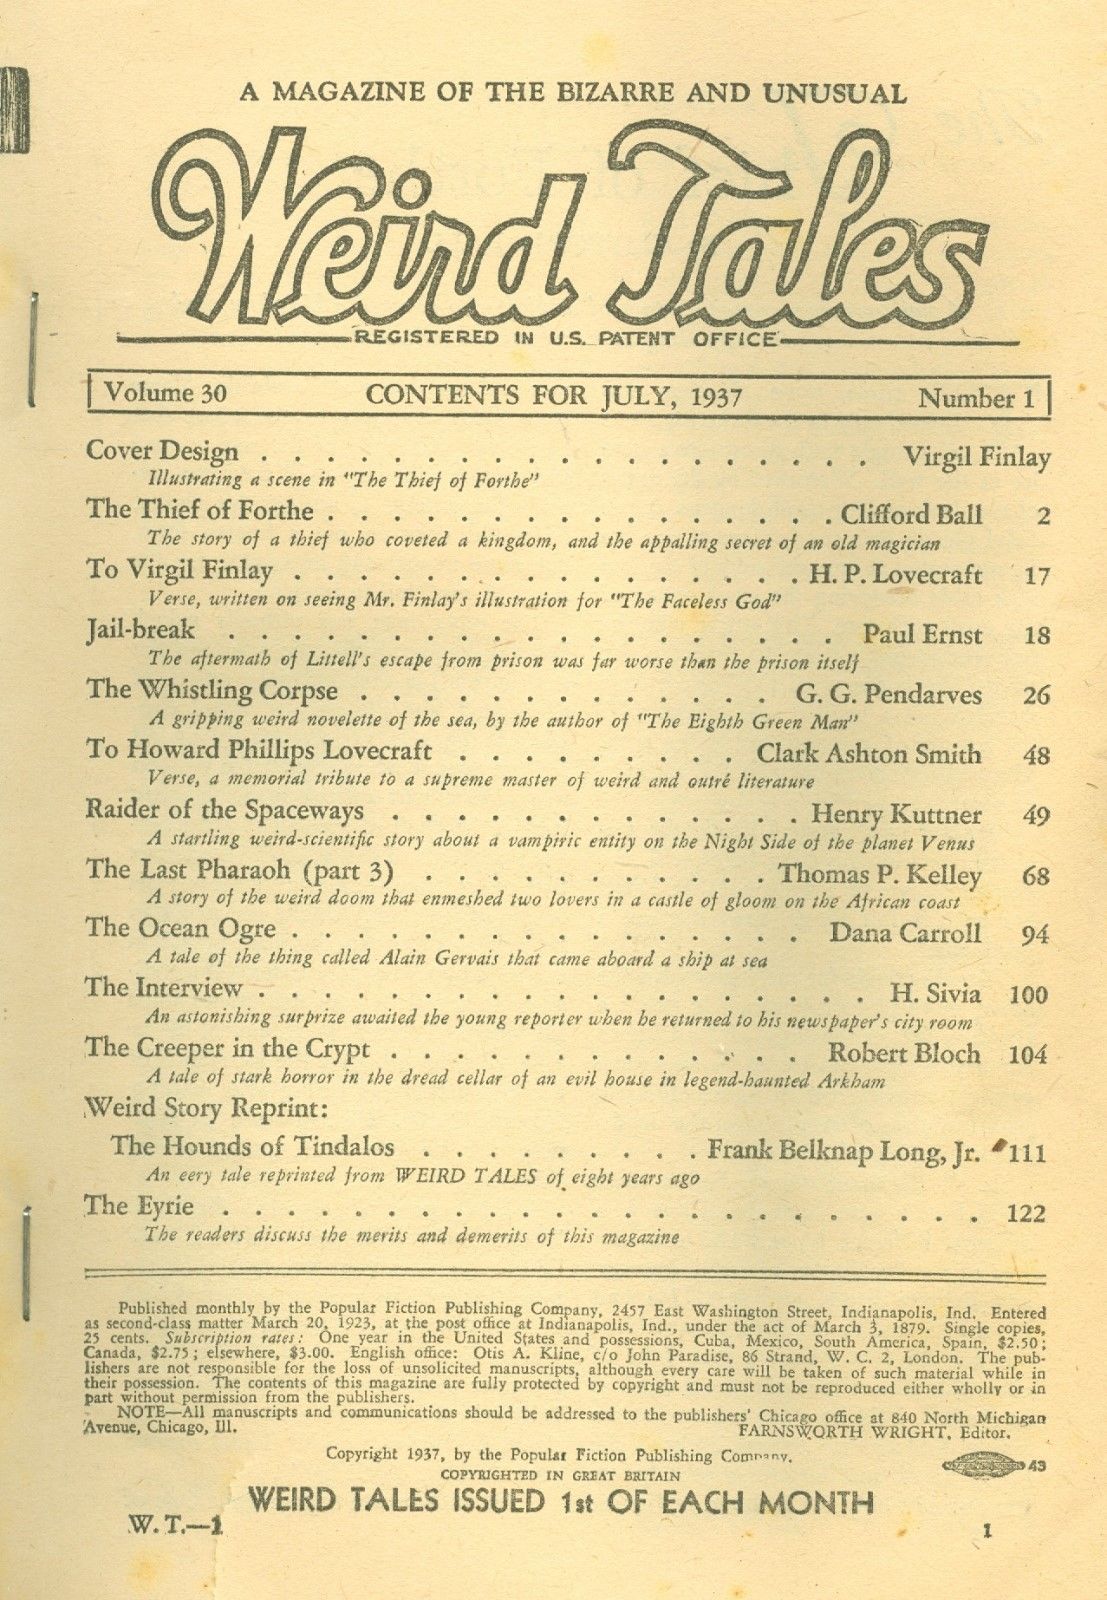 A MAGAZINE OF THE BIZARRE AND UNUSUAL
Weird Tales
REGISTERED IN U.S. PATENT OFFICE
Volume 30 CONTENTS FOR JULY, 1937 Number 1
Cover Design . . . . . . . . . . . . . . . . . . . Virgil Finlay
Illustrating a scene in "The Thief of Forthe"
The Thief of Forthe . . . . . . . . . . . . . . . . Clifford Ball 2
The story of a thief who coveted a kingdom, and the appalling secret of an old magician
To Virgil Finlay . . . . . . . . . . . . . . . . H. P. Lovecraft 17
Verse, written on seeing Mr. Finlay's illustration for "The Faceless God"
Jail-break . . . . . . . . . . . . . . . . . . . Paul Ernst 18
The aftermath of Littell's escape from prison was far worse than the prison itself
The Whistling Corpse . . . . . . . . . . . . . G. G. Pendarves 26
A gripping weird novelette of the sea, by the author of "The Eighth Green Man"
To Howard Phillips Lovecraft . . . . . . . . . . Clark Ashton Smith 48
Verse, a memorial tribute to a supreme master of weird and outré literature
Raider of the Spaceways . . . . . . . . . . . . . Henry Kuttner 49
A startling weird-scientific story about a vampiric entity on the Night Side of the planet Venus
The Last Pharaoh (part 3) . . . . . . . . . . . Thomas P. Kelley 68
A story of the weird doom that enmeshed two lovers in a castle of gloom on the African coast
The Ocean Ogre . . . . . . . . . . . . . . . . Dana Carroll 94
A tale of the thing called Alain Gervais that came aboard a ship at sea
The Interview . . . . . . . . . . . . . . . . . . H. Sivia 100
An astonishing surprize awaited the young reporter when he returned to his newspaper's city room
The Creeper in the Crypt . . . . . . . . . . . . . Robert Bloch 104
A tale of stark horror in the dread cellar of an evil house in legend-haunted Arkham
Weird Story Reprint:
The Hounds of Tindalos . . . . . . . . . . Frank Belknap Long, Jr. 111
An eery tale reprinted from WEIRD TALES of eight years ago
The Eyrie . . . . . . . . . . . . . . . . . . . . . . . 122
The readers discuss the merits and demerits of this magazine
Published monthly by the Popular Fiction Publishing Company, 2457 East Washington Street, Indianapolis, Ind. Entered
as second-class matter March 20, 1923, at the post office at Indianapolis, Ind., under the act of March 3, 1879. Single copies,
25 cents. Subscription rates: One year in the United States and possessions, Cuba, Mexico, South America, Spain, $2.50;
Canada, $2.75; elsewhere, $3.00. English office: Otis A. Kline, c/o John Paradise, 86 Strand, W. C. 2, London. The pub-
lishers are not responsible for the loss of unsolicited manuscripts, although every care will be taken of such material while in
their possession. The contents of this magazine are fully protected by copyright and must not be reproduced either wholly or in
part without permission from the publishers.
NOTE—All manuscripts and communications should be addressed to the publishers' Chicago office at 840 North Michigan
Avenue, Chicago, Ill. FARNSWORTH WRIGHT, Editor.
Copyright 1937, by the Popular Fiction Publishing Company.
COPYRIGHTED IN GREAT BRITAIN
43
WEIRD TALES ISSUED 1st OF EACH MONTH
W. T.—1 1